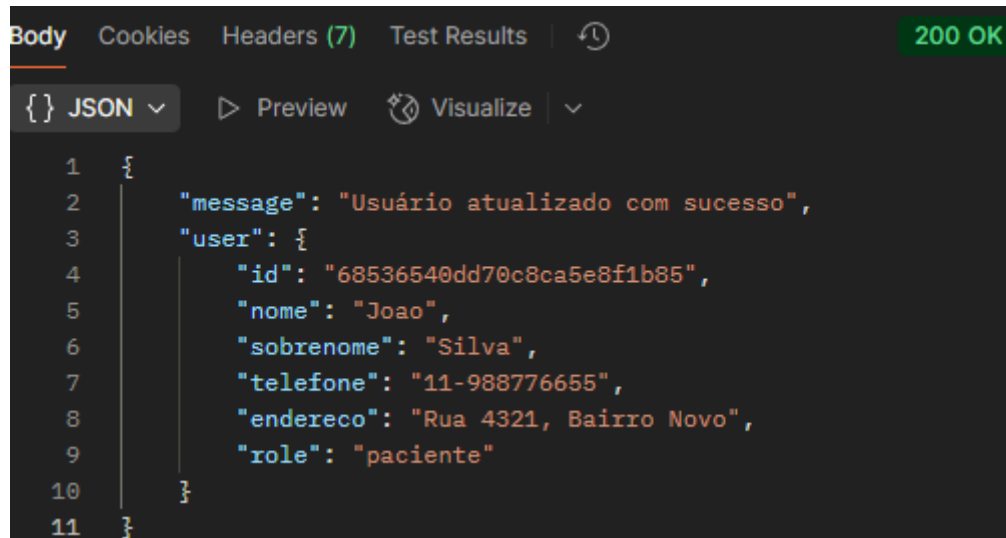 Body Cookies Headers (7) Test Results 200 OK
{} JSON Preview Visualize
1 {
2 "message": "Usuário atualizado com sucesso",
3 "user": {
4 "id": "68536540dd70c8ca5e8f1b85",
5 "nome": "Joao",
6 "sobrenome": "Silva",
7 "telefone": "11-988776655",
8 "endereco": "Rua 4321, Bairro Novo",
9 "role": "paciente"
10 }
11 }